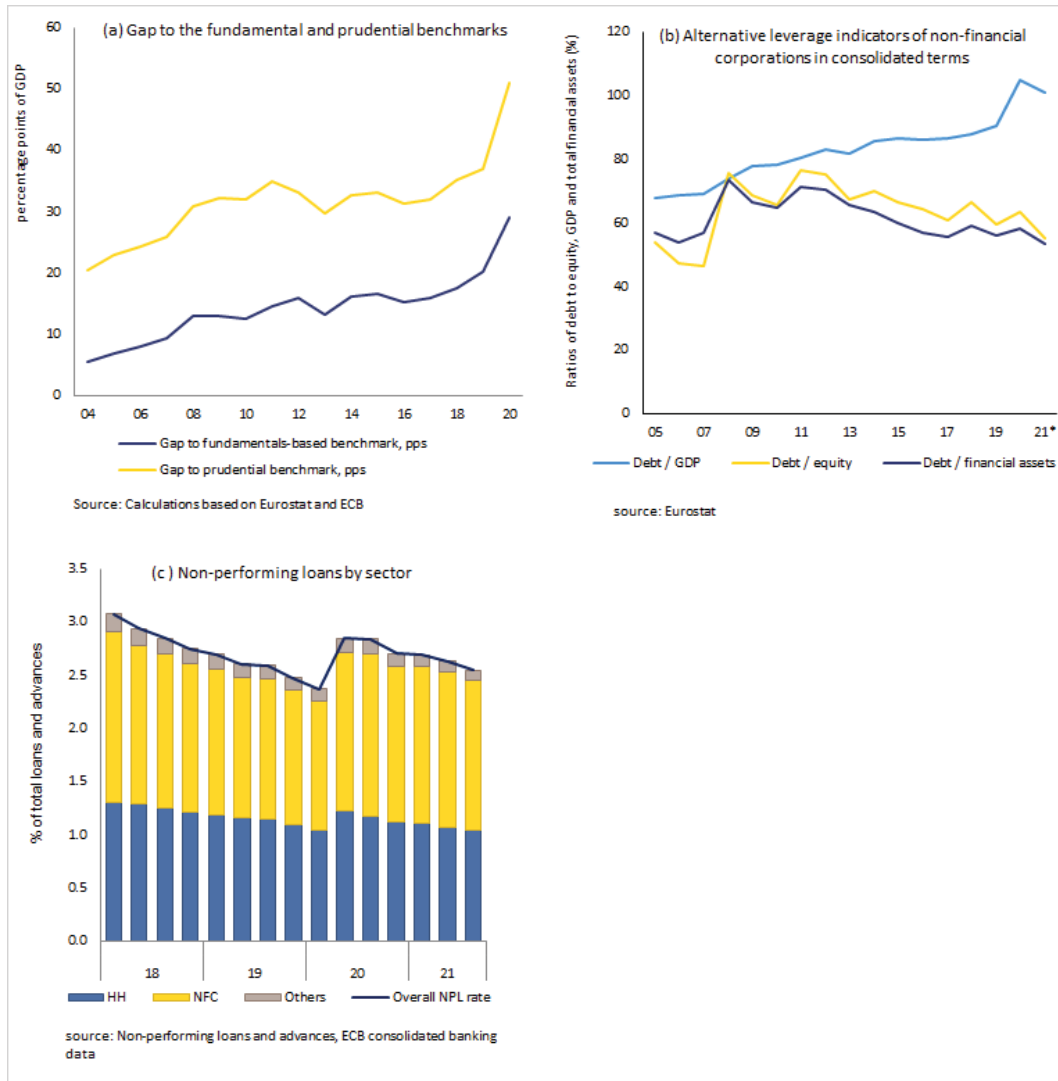 (a) Gap to the fundamental and prudential benchmarks
percentage points of GDP
60
50
40
30
20
10
0
04 06 08 10 12 14 16 18 20
Gap to fundamentals-based benchmark, pps
Gap to prudential benchmark, pps
Source: Calculations based on Eurostat and ECB
(b) Alternative leverage indicators of non-financial
corporations in consolidated terms
Ratios of debt to equity, GDP and total financial assets (%)
120
100
80
60
40
20
0
05 07 09 11 13 15 17 19 21*
Debt / GDP Debt / equity Debt / financial assets
source: Eurostat
(c ) Non-performing loans by sector
% of total loans and advances
3.5
3.0
2.5
2.0
1.5
1.0
0.5
0.0
18 19 20 21
HH NFC Others Overall NPL rate
source: Non-performing loans and advances, ECB consolidated banking
data